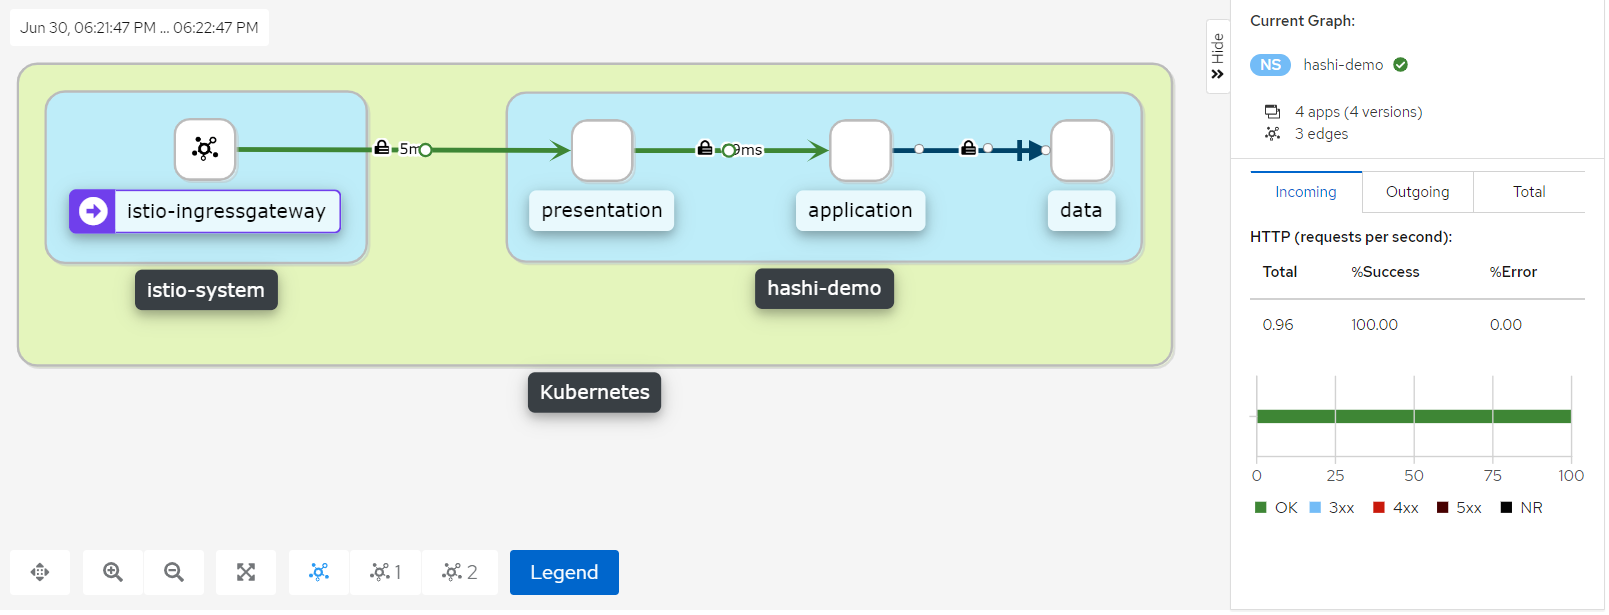 Jun 30, 06:21:47 PM ... 06:22:47 PM
istio-ingressgateway
istio-system
presentation
application
data
hashi-demo
Kubernetes
Legend
1
2
Hide
Current Graph:
NS hashi-demo
4 apps (4 versions)
3 edges
Incoming Outgoing Total
HTTP (requests per second):
Total %Success %Error
0.96 100.00 0.00
0 25 50 75 100
OK 3xx 4xx 5xx NR